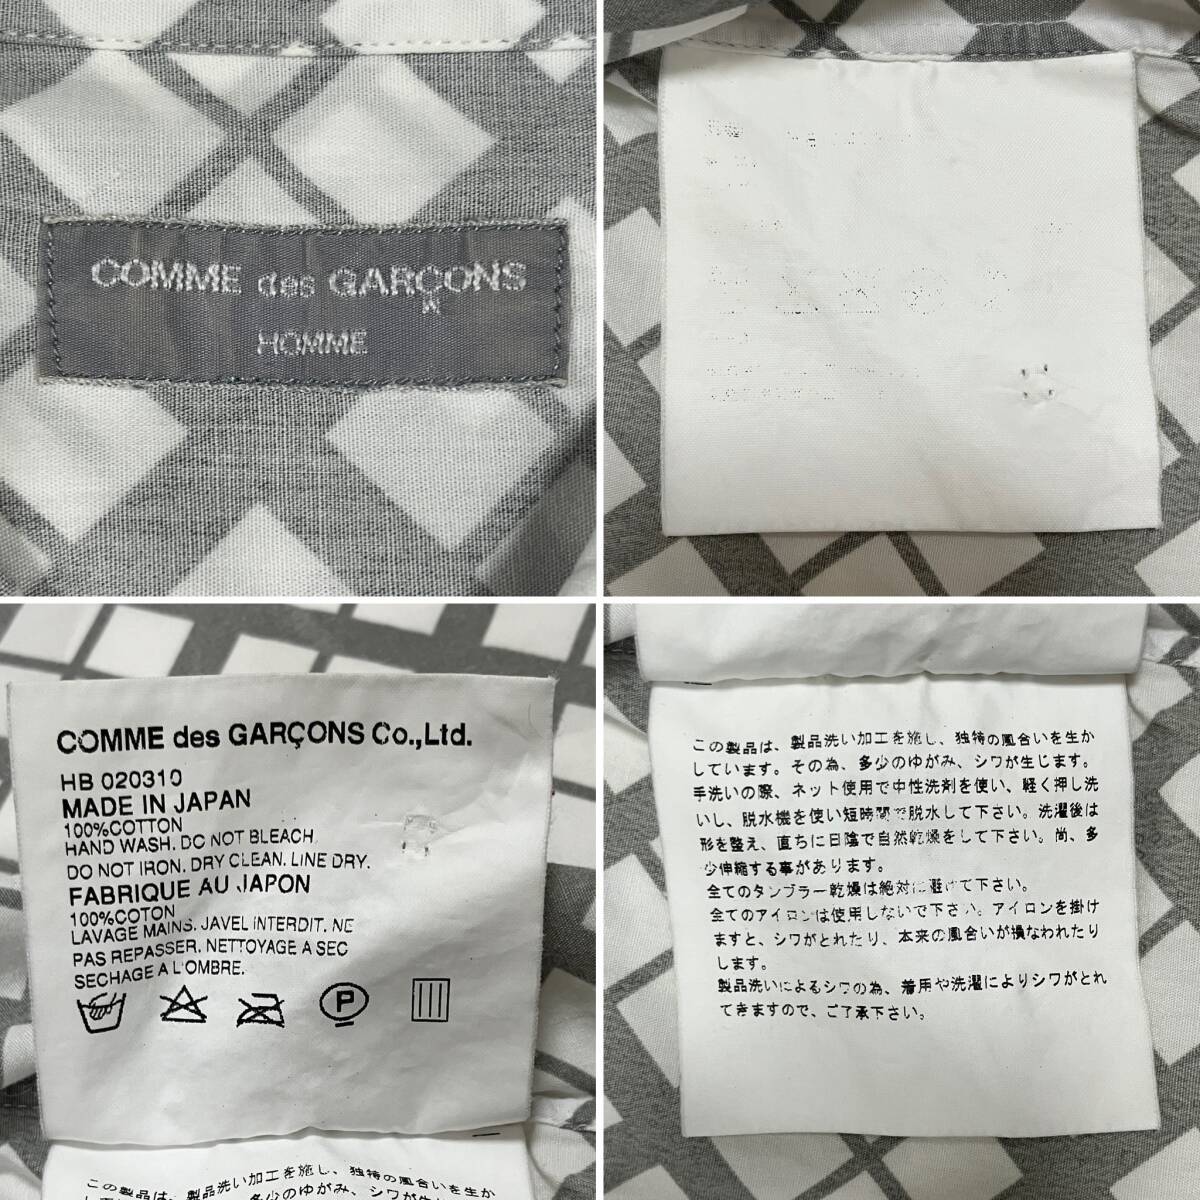 COMME des GARÇONS
HOMME
COMME des GARÇONS Co.,Ltd.
HB 020310
MADE IN JAPAN
100%COTTON
HAND WASH. DO NOT BLEACH
DO NOT IRON. DRY CLEAN. LINE DRY.
FABRIQUE AU JAPON
100%COTON
LAVAGE MAINS. JAVEL INTERDIT. NE
PAS REPASSER. NETTOYAGE A SEC
SECHAGE A L'OMBRE.
P
この製品は、製品洗い加工を施し、独特の風合いを生か
この製品は、製品洗い加工を施し、独特の風合いを生か
しています。その為、多少のゆがみ、シワが生じます。
手洗いの際、ネット使用で中性洗剤を使い、軽く押し洗
いし、脱水機を使い短時間で脱水して下さい。洗濯後は
形を整え、直ちに日陰で自然乾燥をして下さい。尚、多
少伸縮する事があります。
全てのタンブラー乾燥は絶対に避けて下さい。
全てのアイロンは使用しないで下さい。アイロンを掛け
ますと、シワがとれたり、本来の風合いが損なわれたり
します。
製品洗いによるシワの為、着用や洗濯によりシワがとれ
てきますので、ご了承下さい。